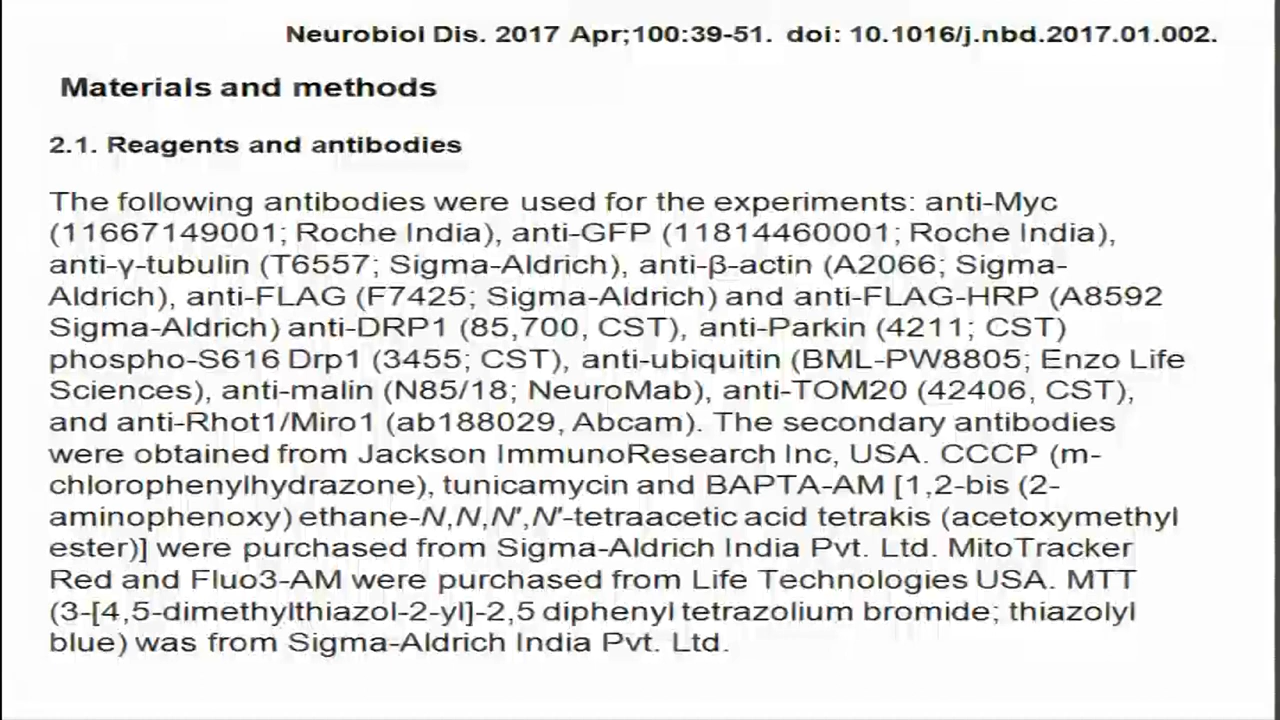 Neurobiol Dis. 2017 Apr;100:39-51. doi: 10.1016/j.nbd.2017.01.002.
Materials and methods
2.1. Reagents and antibodies
The following antibodies were used for the experiments: anti-Myc
(11667149001; Roche India), anti-GFP (11814460001; Roche India),
anti-γ-tubulin (T6557; Sigma-Aldrich), anti-β-actin (A2066; Sigma-
Aldrich), anti-FLAG (F7425; Sigma-Aldrich) and anti-FLAG-HRP (A8592
Sigma-Aldrich) anti-DRP1 (85,700, CST), anti-Parkin (4211; CST)
phospho-S616 Drp1 (3455; CST), anti-ubiquitin (BML-PW8805; Enzo Life
Sciences), anti-malin (N85/18; NeuroMab), anti-TOM20 (42406, CST),
and anti-Rhot1/Miro1 (ab188029, Abcam). The secondary antibodies
were obtained from Jackson ImmunoResearch Inc, USA. CCCP (m-
chlorophenylhydrazone), tunicamycin and BAPTA-AM [1,2-bis (2-
aminophenoxy) ethane-N,N,N′,N′-tetraacetic acid tetrakis (acetoxymethyl
ester)] were purchased from Sigma-Aldrich India Pvt. Ltd. MitoTracker
Red and Fluo3-AM were purchased from Life Technologies USA. MTT
(3-[4,5-dimethylthiazol-2-yl]-2,5 diphenyl tetrazolium bromide; thiazolyl
blue) was from Sigma-Aldrich India Pvt. Ltd.